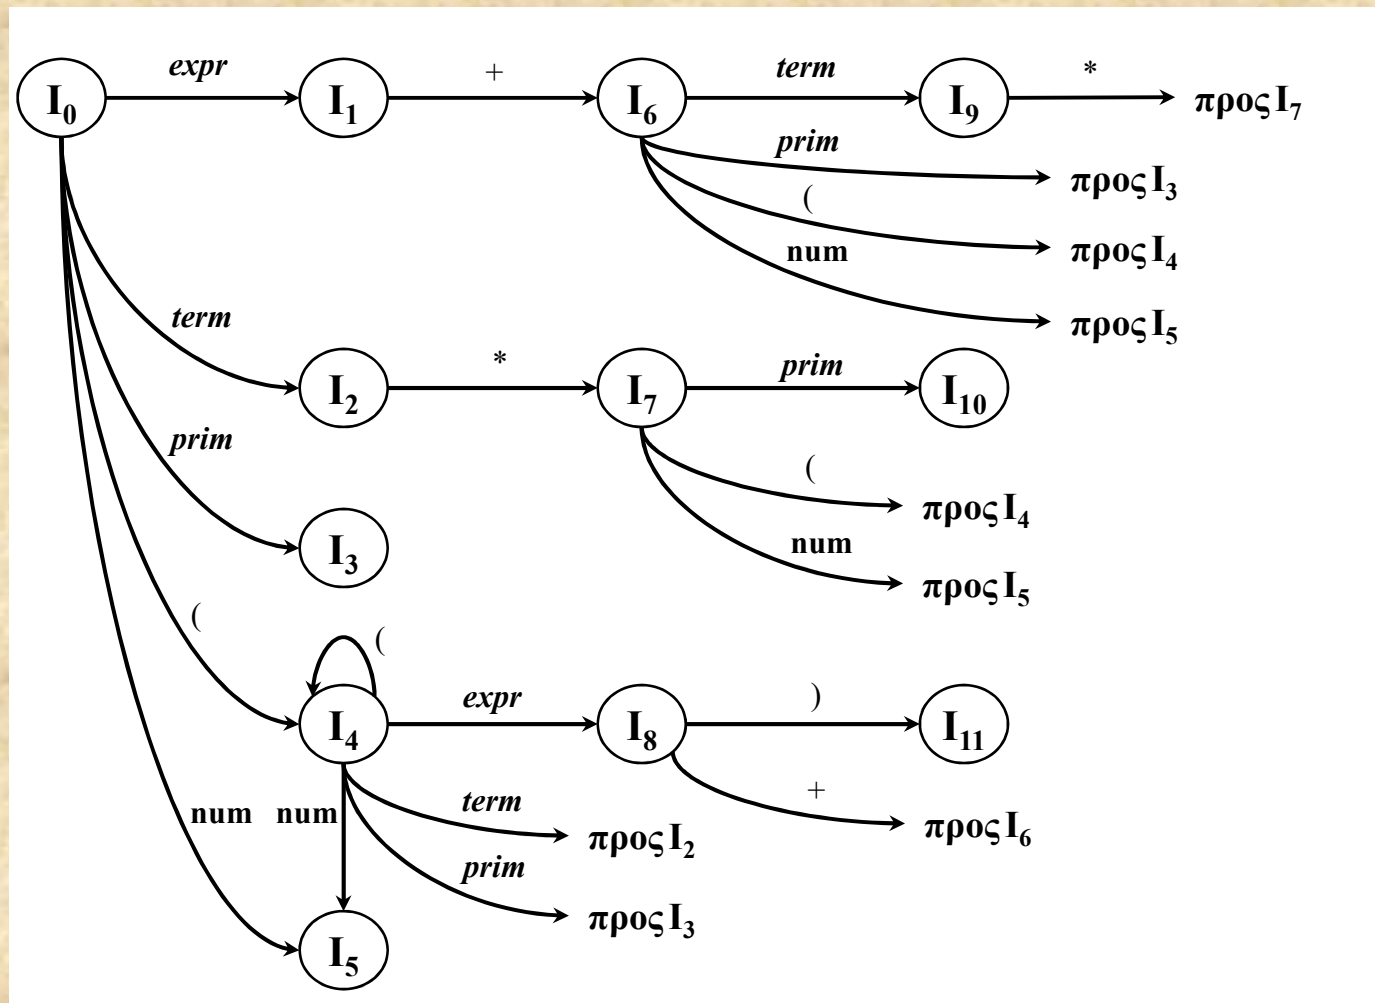 expr + term *
I0 I1 I6 I9 προς I7
prim
προς I3
(
num προς I4
term προς I5
* prim
I2 I7 I10
prim
(
προς I4
num
I3 προς I5
( (
expr )
I4 I8 I11
num num term + προς I6
προς I2
prim
προς I3
I5